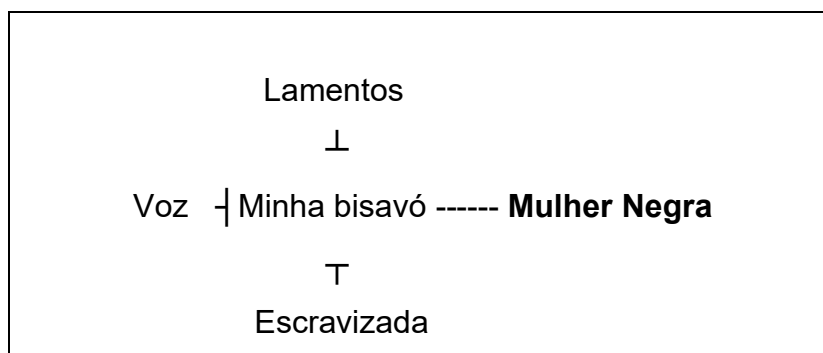 Lamentos
⊥
Voz ┤Minha bisavó ------ Mulher Negra
┬
Escravizada